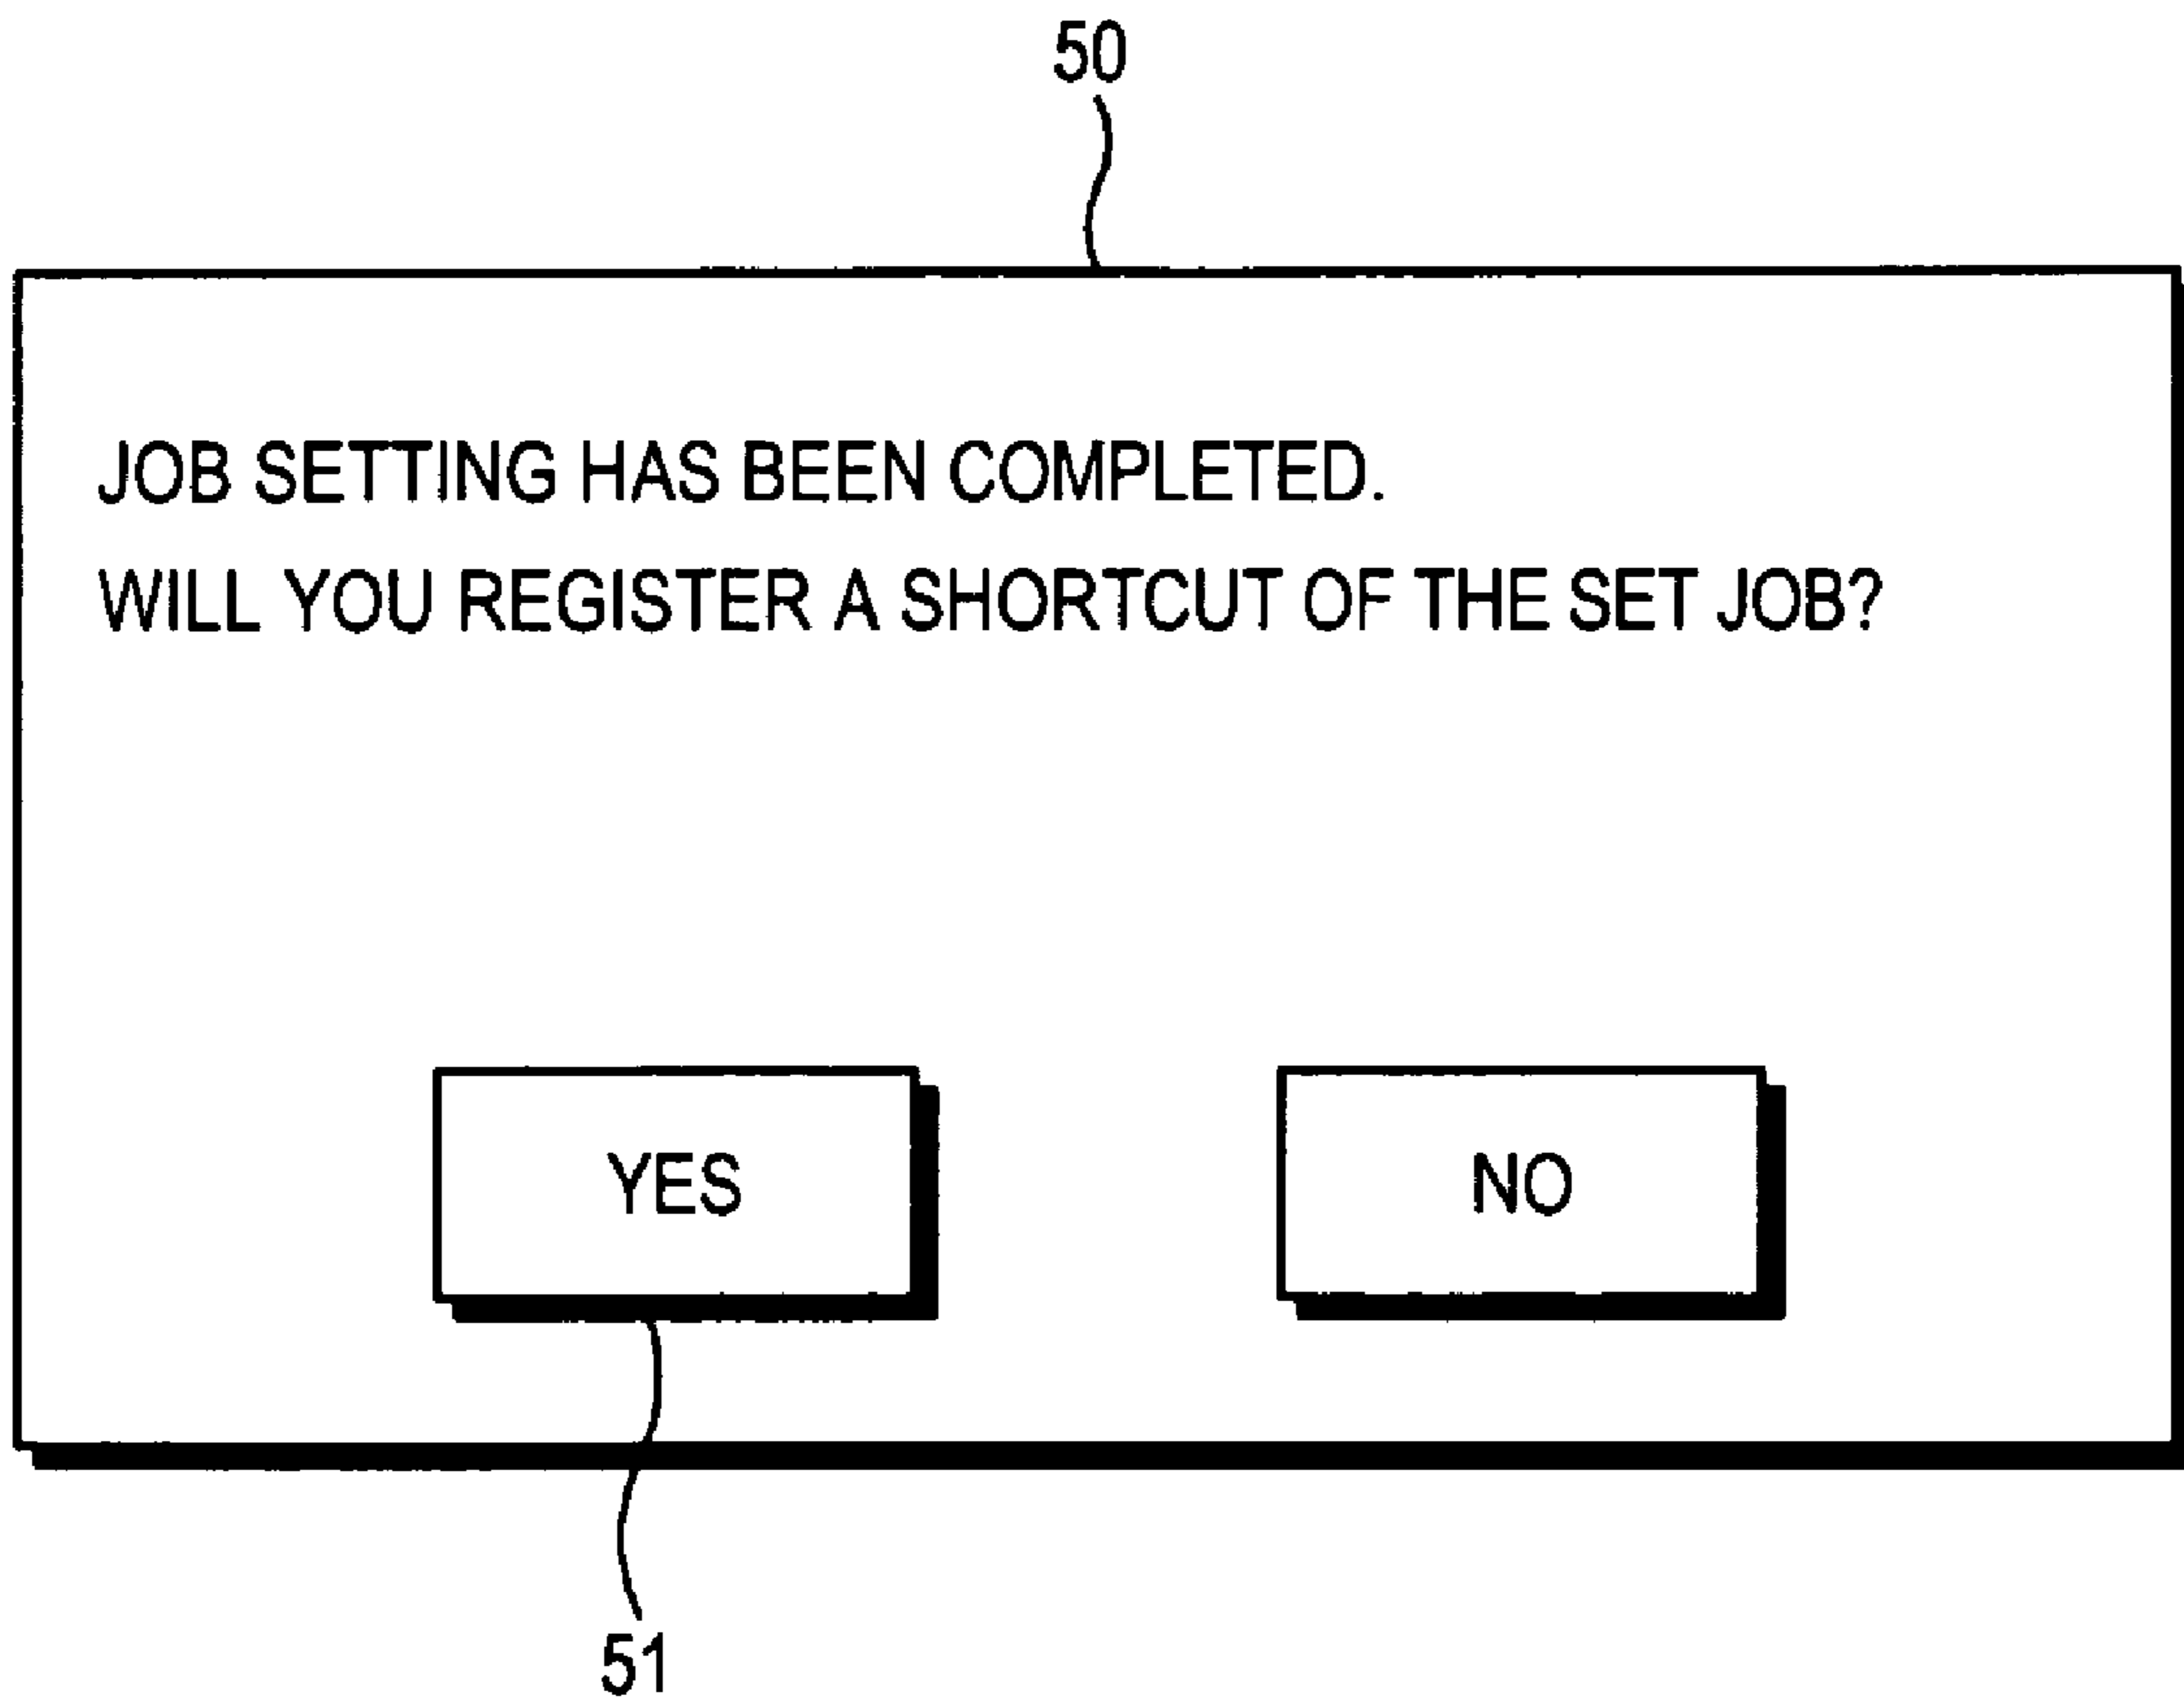 50
JOB SETTING HAS BEEN COMPLETED.
WILL YOU REGISTER A SHORTCUT OF THE SET JOB?
YES
NO
51